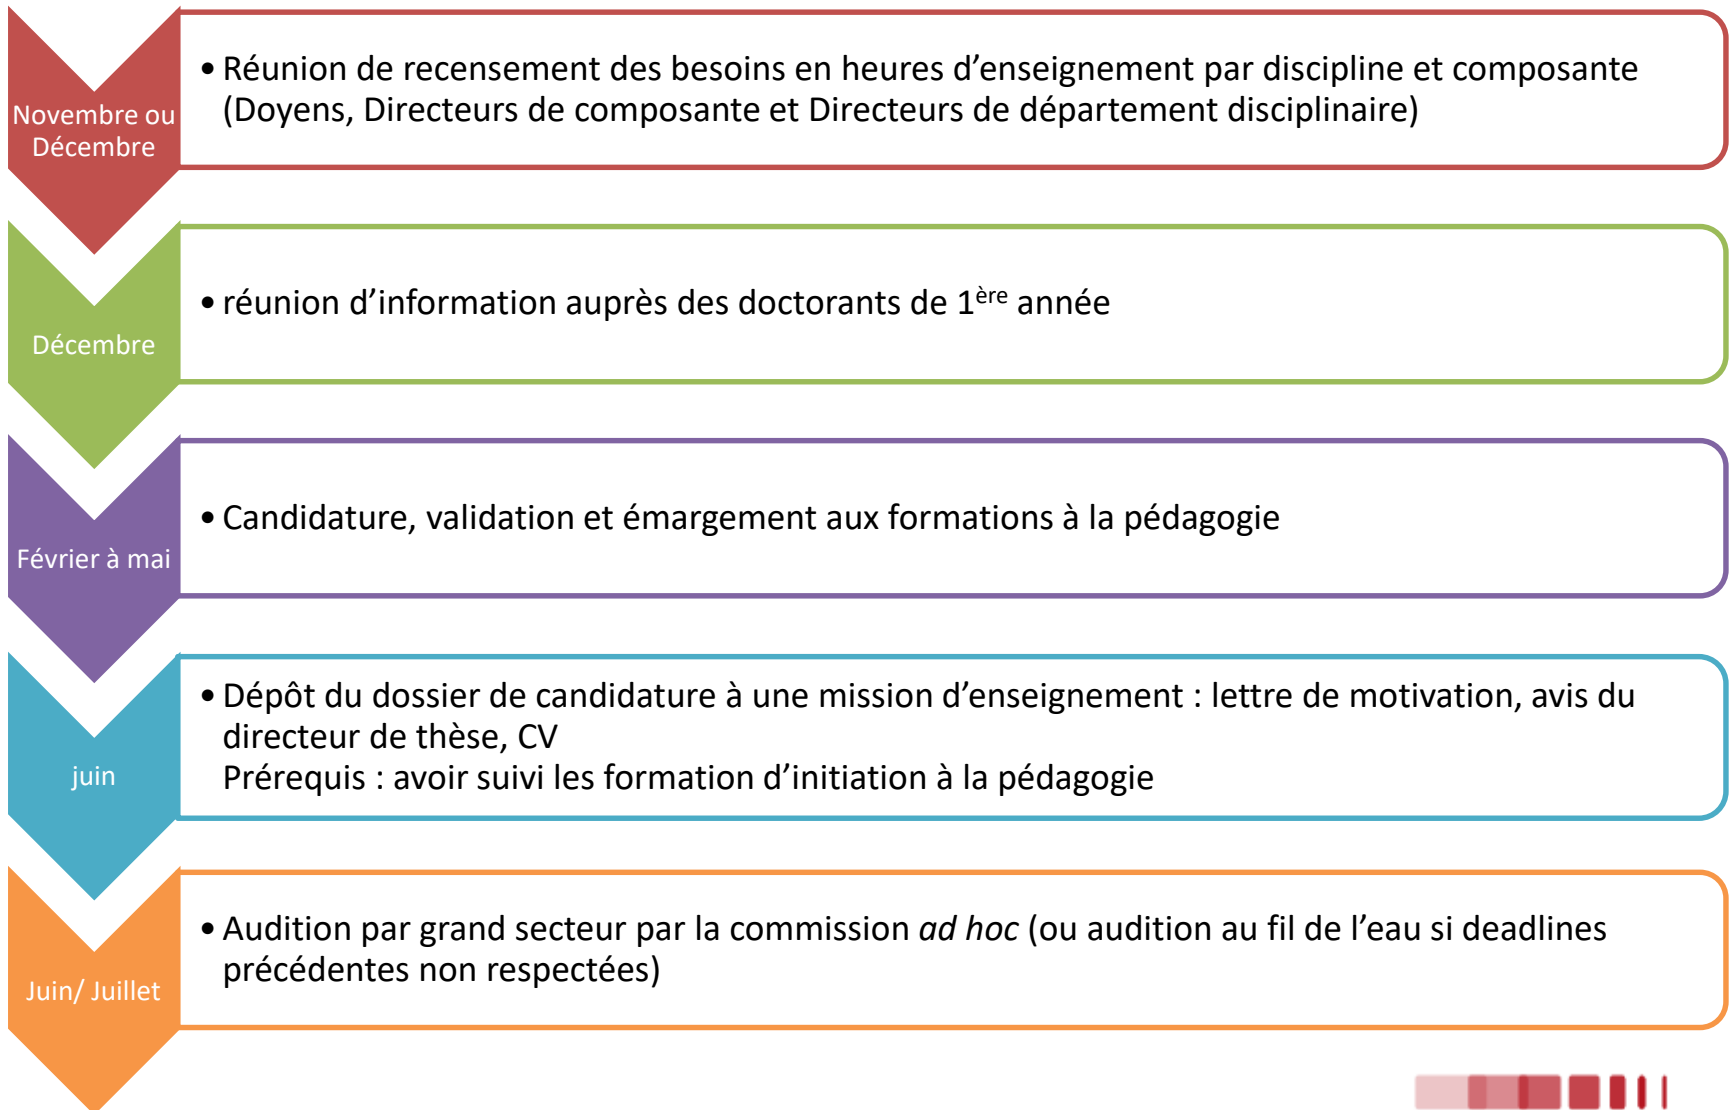 Novembre ou
Décembre
• Réunion de recensement des besoins en heures d’enseignement par discipline et composante
(Doyens, Directeurs de composante et Directeurs de département disciplinaire)
Décembre
• réunion d’information auprès des doctorants de 1ère année
Février à mai
• Candidature, validation et émargement aux formations à la pédagogie
juin
• Dépôt du dossier de candidature à une mission d’enseignement : lettre de motivation, avis du
directeur de thèse, CV
Prérequis : avoir suivi les formation d’initiation à la pédagogie
Juin/ Juillet
• Audition par grand secteur par la commission ad hoc (ou audition au fil de l’eau si deadlines
précédentes non respectées)